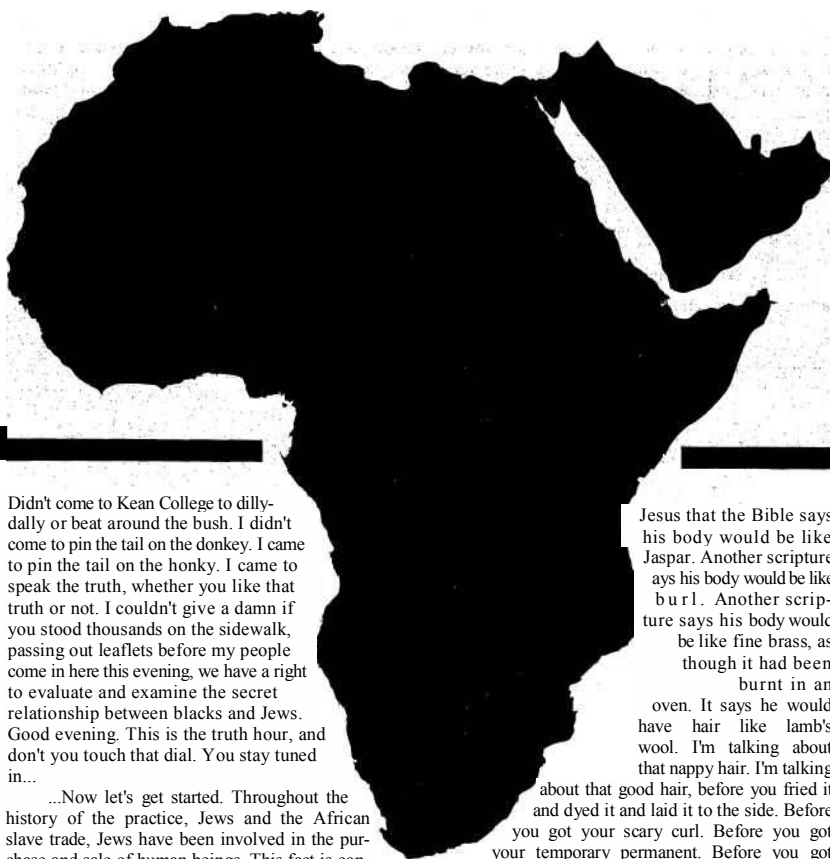 Didn't come to Kean College to dilly-
dally or beat around the bush. I didn't
come to pin the tail on the donkey. I came
to pin the tail on the honky. I came to
speak the truth, whether you like that
truth or not. I couldn't give a damn if
you stood thousands on the sidewalk,
passing out leaflets before my people
come in here this evening, we have a right
to evaluate and examine the secret
relationship between blacks and Jews.
Good evening. This is the truth hour, and
don't you touch that dial. You stay tuned
in...
...Now let's get started. Throughout the
history of the practice, Jews and the African
slave trade, Jews have been involved in the pur-
chase and sale of human beings. This fact is con-
Jesus that the Bible says
his body would be like
Jaspar. Another scripture
ays his body would be like
burl. Another scrip-
ture says his body would
be like fine brass, as
though it had been
burnt in an
oven. It says he would
have hair like lamb's
wool. I'm talking about
that nappy hair. I'm talking
about that good hair, before you fried it
and dyed it and laid it to the side. Before
you got your scary curl. Before you got
your temporary permanent. Before you got